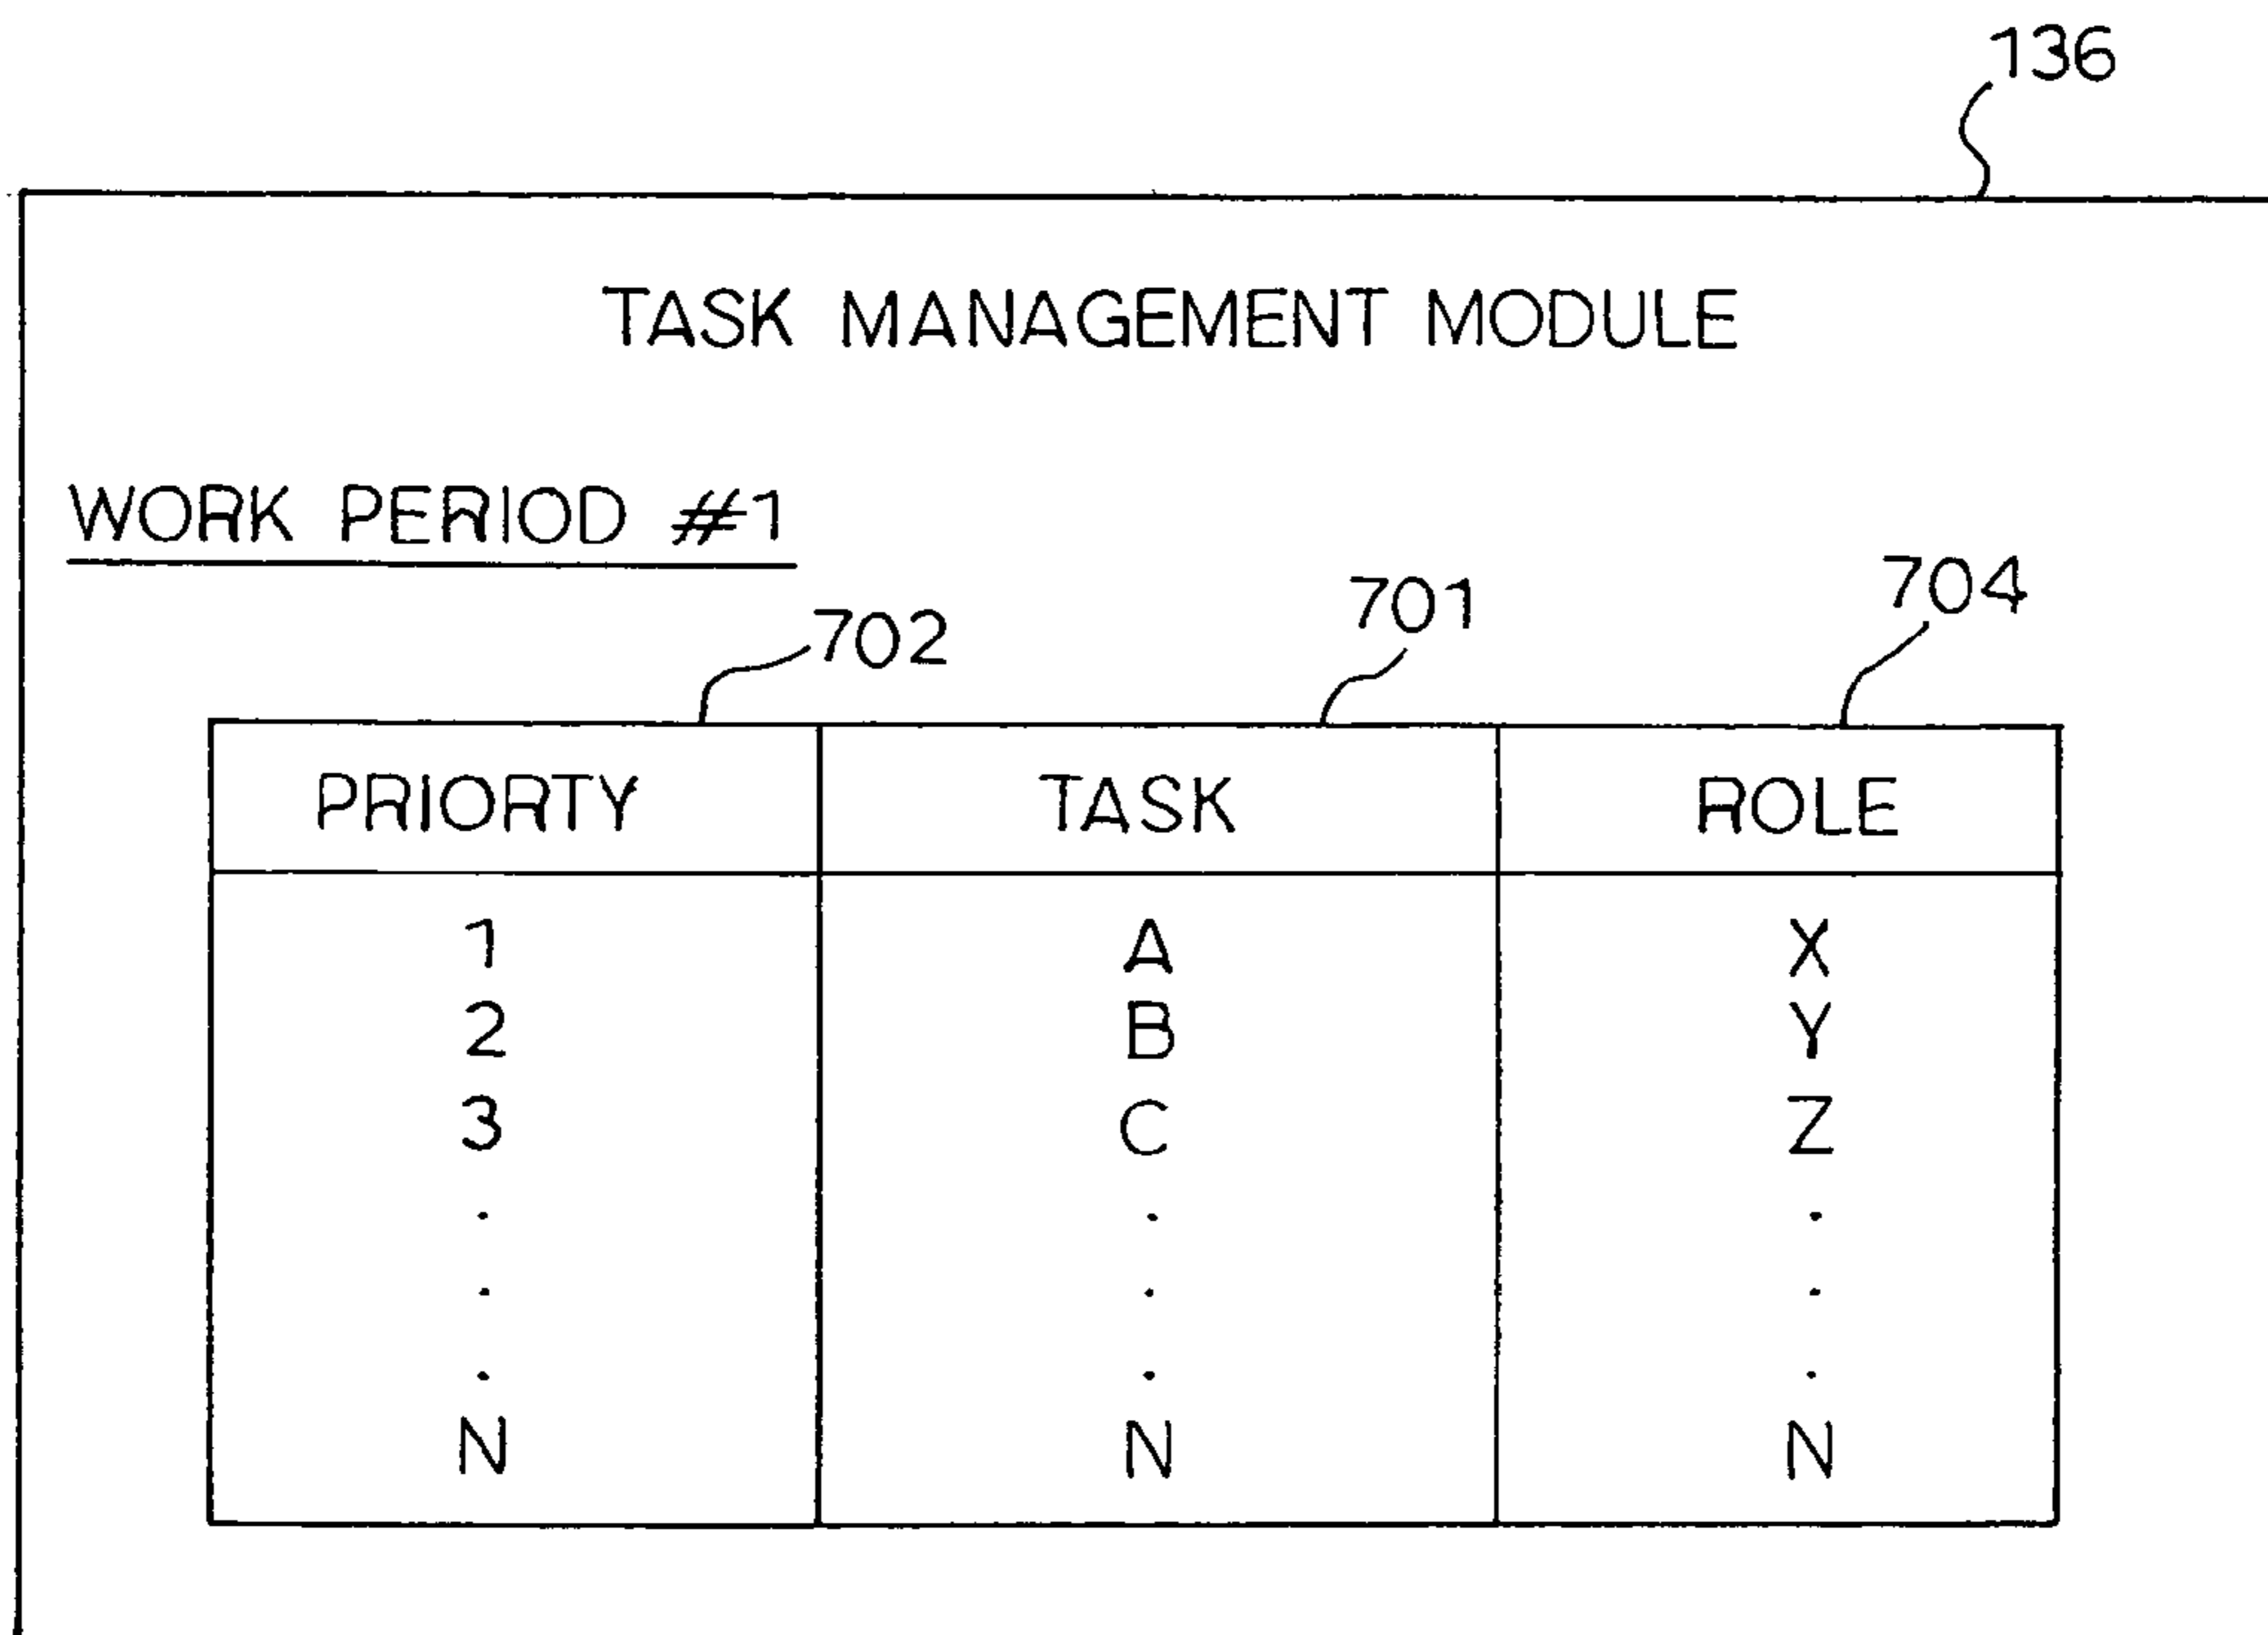 136
TASK MANAGEMENT MODULE
WORK PERIOD #1
702 701 704
PRIORTY TASK ROLE
1 A X
2 B Y
3 C Z
. . .
. . .
. . .
N N N